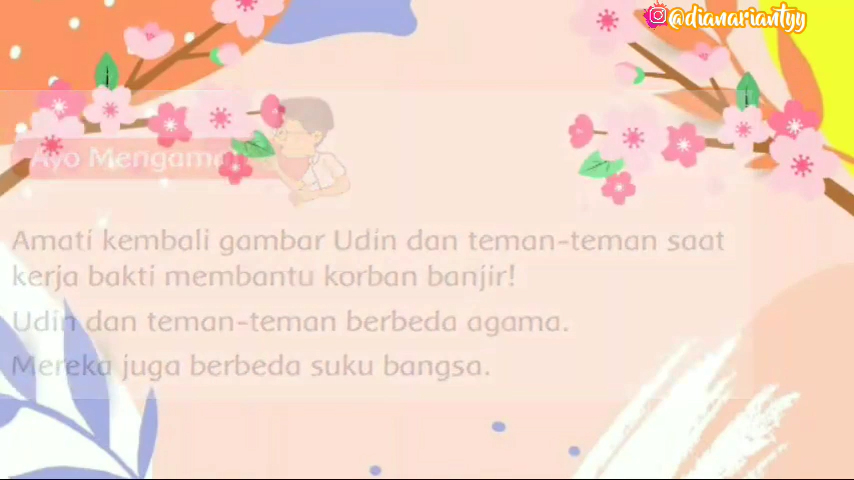 @dianariantyy
Ayo Mengamati
Amati kembali gambar Udin dan teman-teman saat
kerja bakti membantu korban banjir!
Udin dan teman-teman berbeda agama.
Mereka juga berbeda suku bangsa.